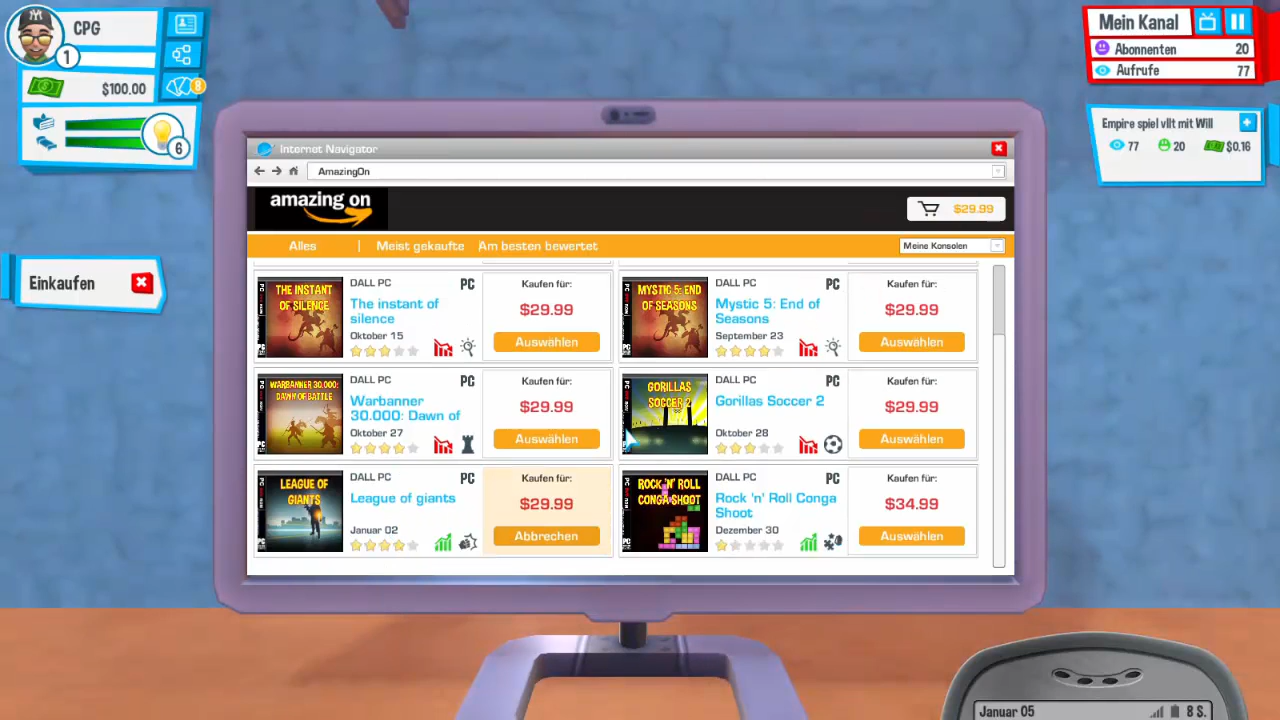 CPG
1
$100.00
8
6
Mein Kanal
Abonnenten 20
Aufrufe 77
Empire spiel vllt mit Will
77 20 $0.16
Einkaufen
Internet Navigator
AmazingOn
amazing on
$29.99
Alles | Meist gekaufte Am besten bewertet
Meine Konsolen
THE INSTANT
OF SILENCE
DALL PC PC
The instant of
silence
Oktober 15
Kaufen für:
$29.99
Auswählen
MYSTIC 5: END
OF SEASONS
DALL PC PC
Mystic 5: End of
Seasons
September 23
Kaufen für:
$29.99
Auswählen
WARBANNER 30.000:
DAWN OF BATTLE
DALL PC PC
Warbanner
30.000: Dawn of
Oktober 27
Kaufen für:
$29.99
Auswählen
GORILLAS
SOCCER 2
DALL PC PC
Gorillas Soccer 2
Oktober 28
Kaufen für:
$29.99
Auswählen
LEAGUE OF
GIANTS
DALL PC PC
League of giants
Januar 02
Kaufen für:
$29.99
Abbrechen
ROCK 'N' ROLL
CONGA SHOOT
DALL PC PC
Rock 'n' Roll Conga
Shoot
Dezember 30
Kaufen für:
$34.99
Auswählen
Januar 05 8 S.